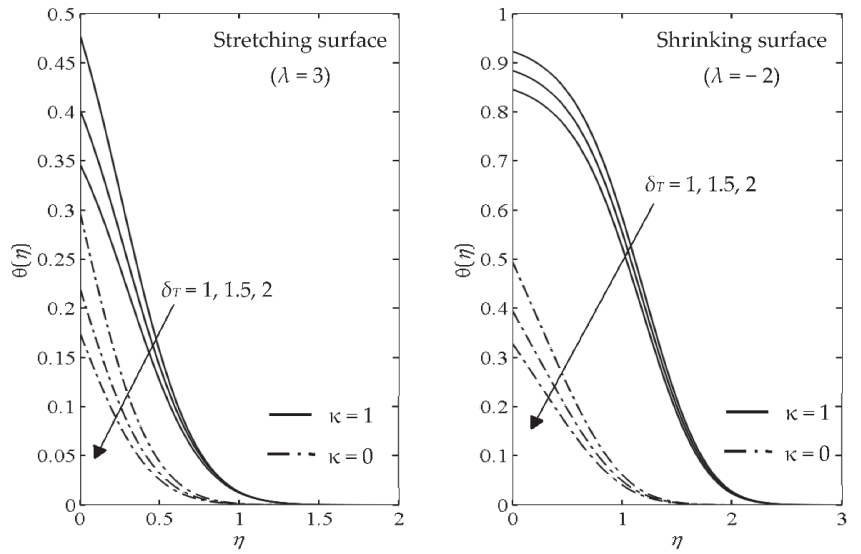 0.5
0.45
0.4
0.35
0.3
0.25
0.2
0.15
0.1
0.05
0
θ(η)
Stretching surface
(λ = 3)
δT = 1, 1.5, 2
κ = 1
κ = 0
0 0.5 1 1.5 2
η
1
0.9
0.8
0.7
0.6
0.5
0.4
0.3
0.2
0.1
0
θ(η)
Shrinking surface
(λ = − 2)
δT = 1, 1.5, 2
κ = 1
κ = 0
0 1 2 3
η